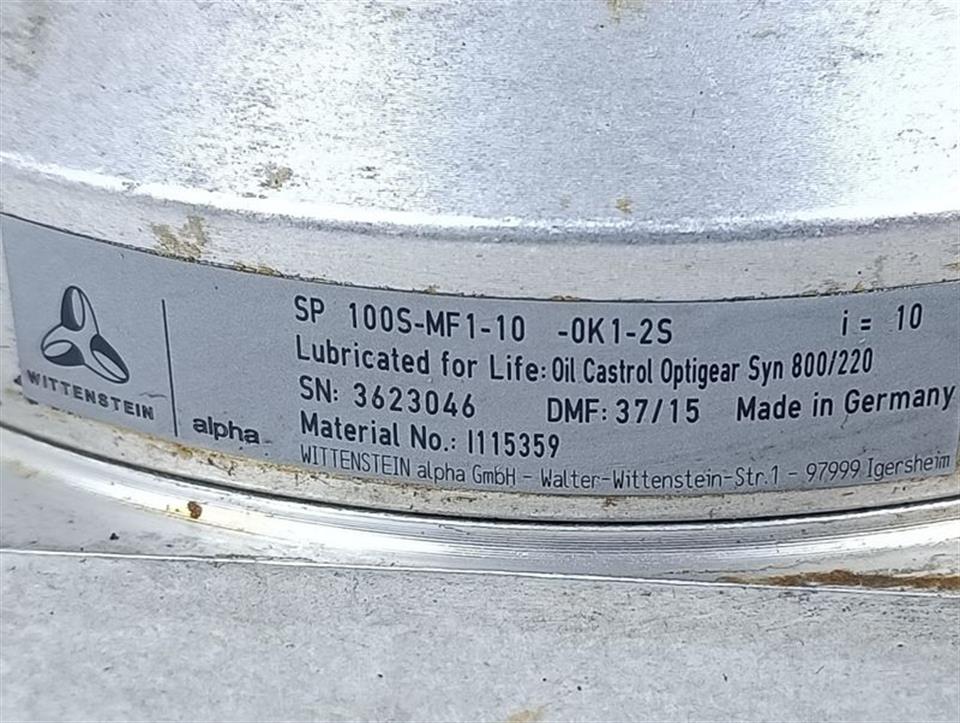 WITTENSTEIN
alpha
SP 100S-MF1-10 -0K1-2S i = 10
Lubricated for Life: Oil Castrol Optigear Syn 800/220
SN: 3623046 DMF: 37/15 Made in Germany
Material No.: I115359
WITTENSTEIN alpha GmbH - Walter-Wittenstein-Str.1 - 97999 Igersheim